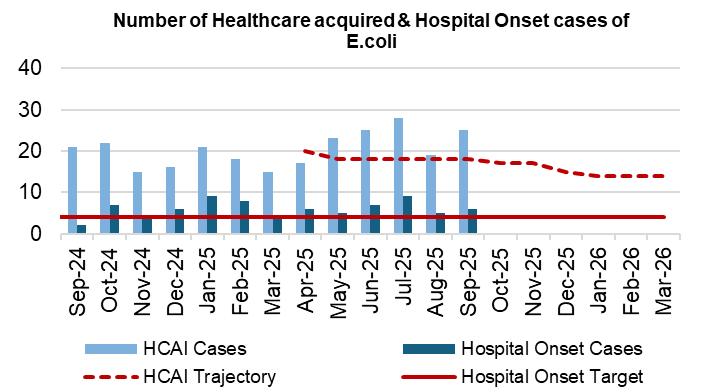 Number of Healthcare acquired & Hospital Onset cases of
E.coli
40
30
20
10
0
Sep-24
Oct-24
Nov-24
Dec-24
Jan-25
Feb-25
Mar-25
Apr-25
May-25
Jun-25
Jul-25
Aug-25
Sep-25
Oct-25
Nov-25
Dec-25
Jan-26
Feb-26
Mar-26
HCAI Cases
Hospital Onset Cases
HCAI Trajectory
Hospital Onset Target